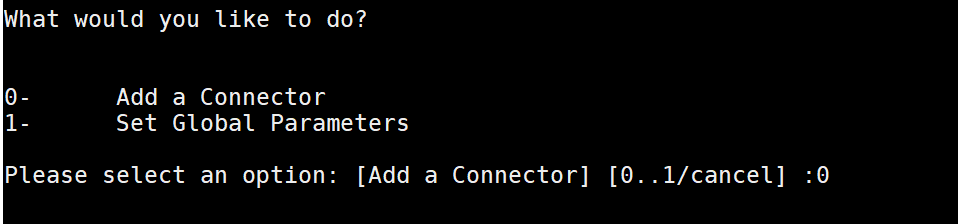 What would you like to do?
0-      Add a Connector
1-      Set Global Parameters
Please select an option: [Add a Connector] [0..1/cancel] :0